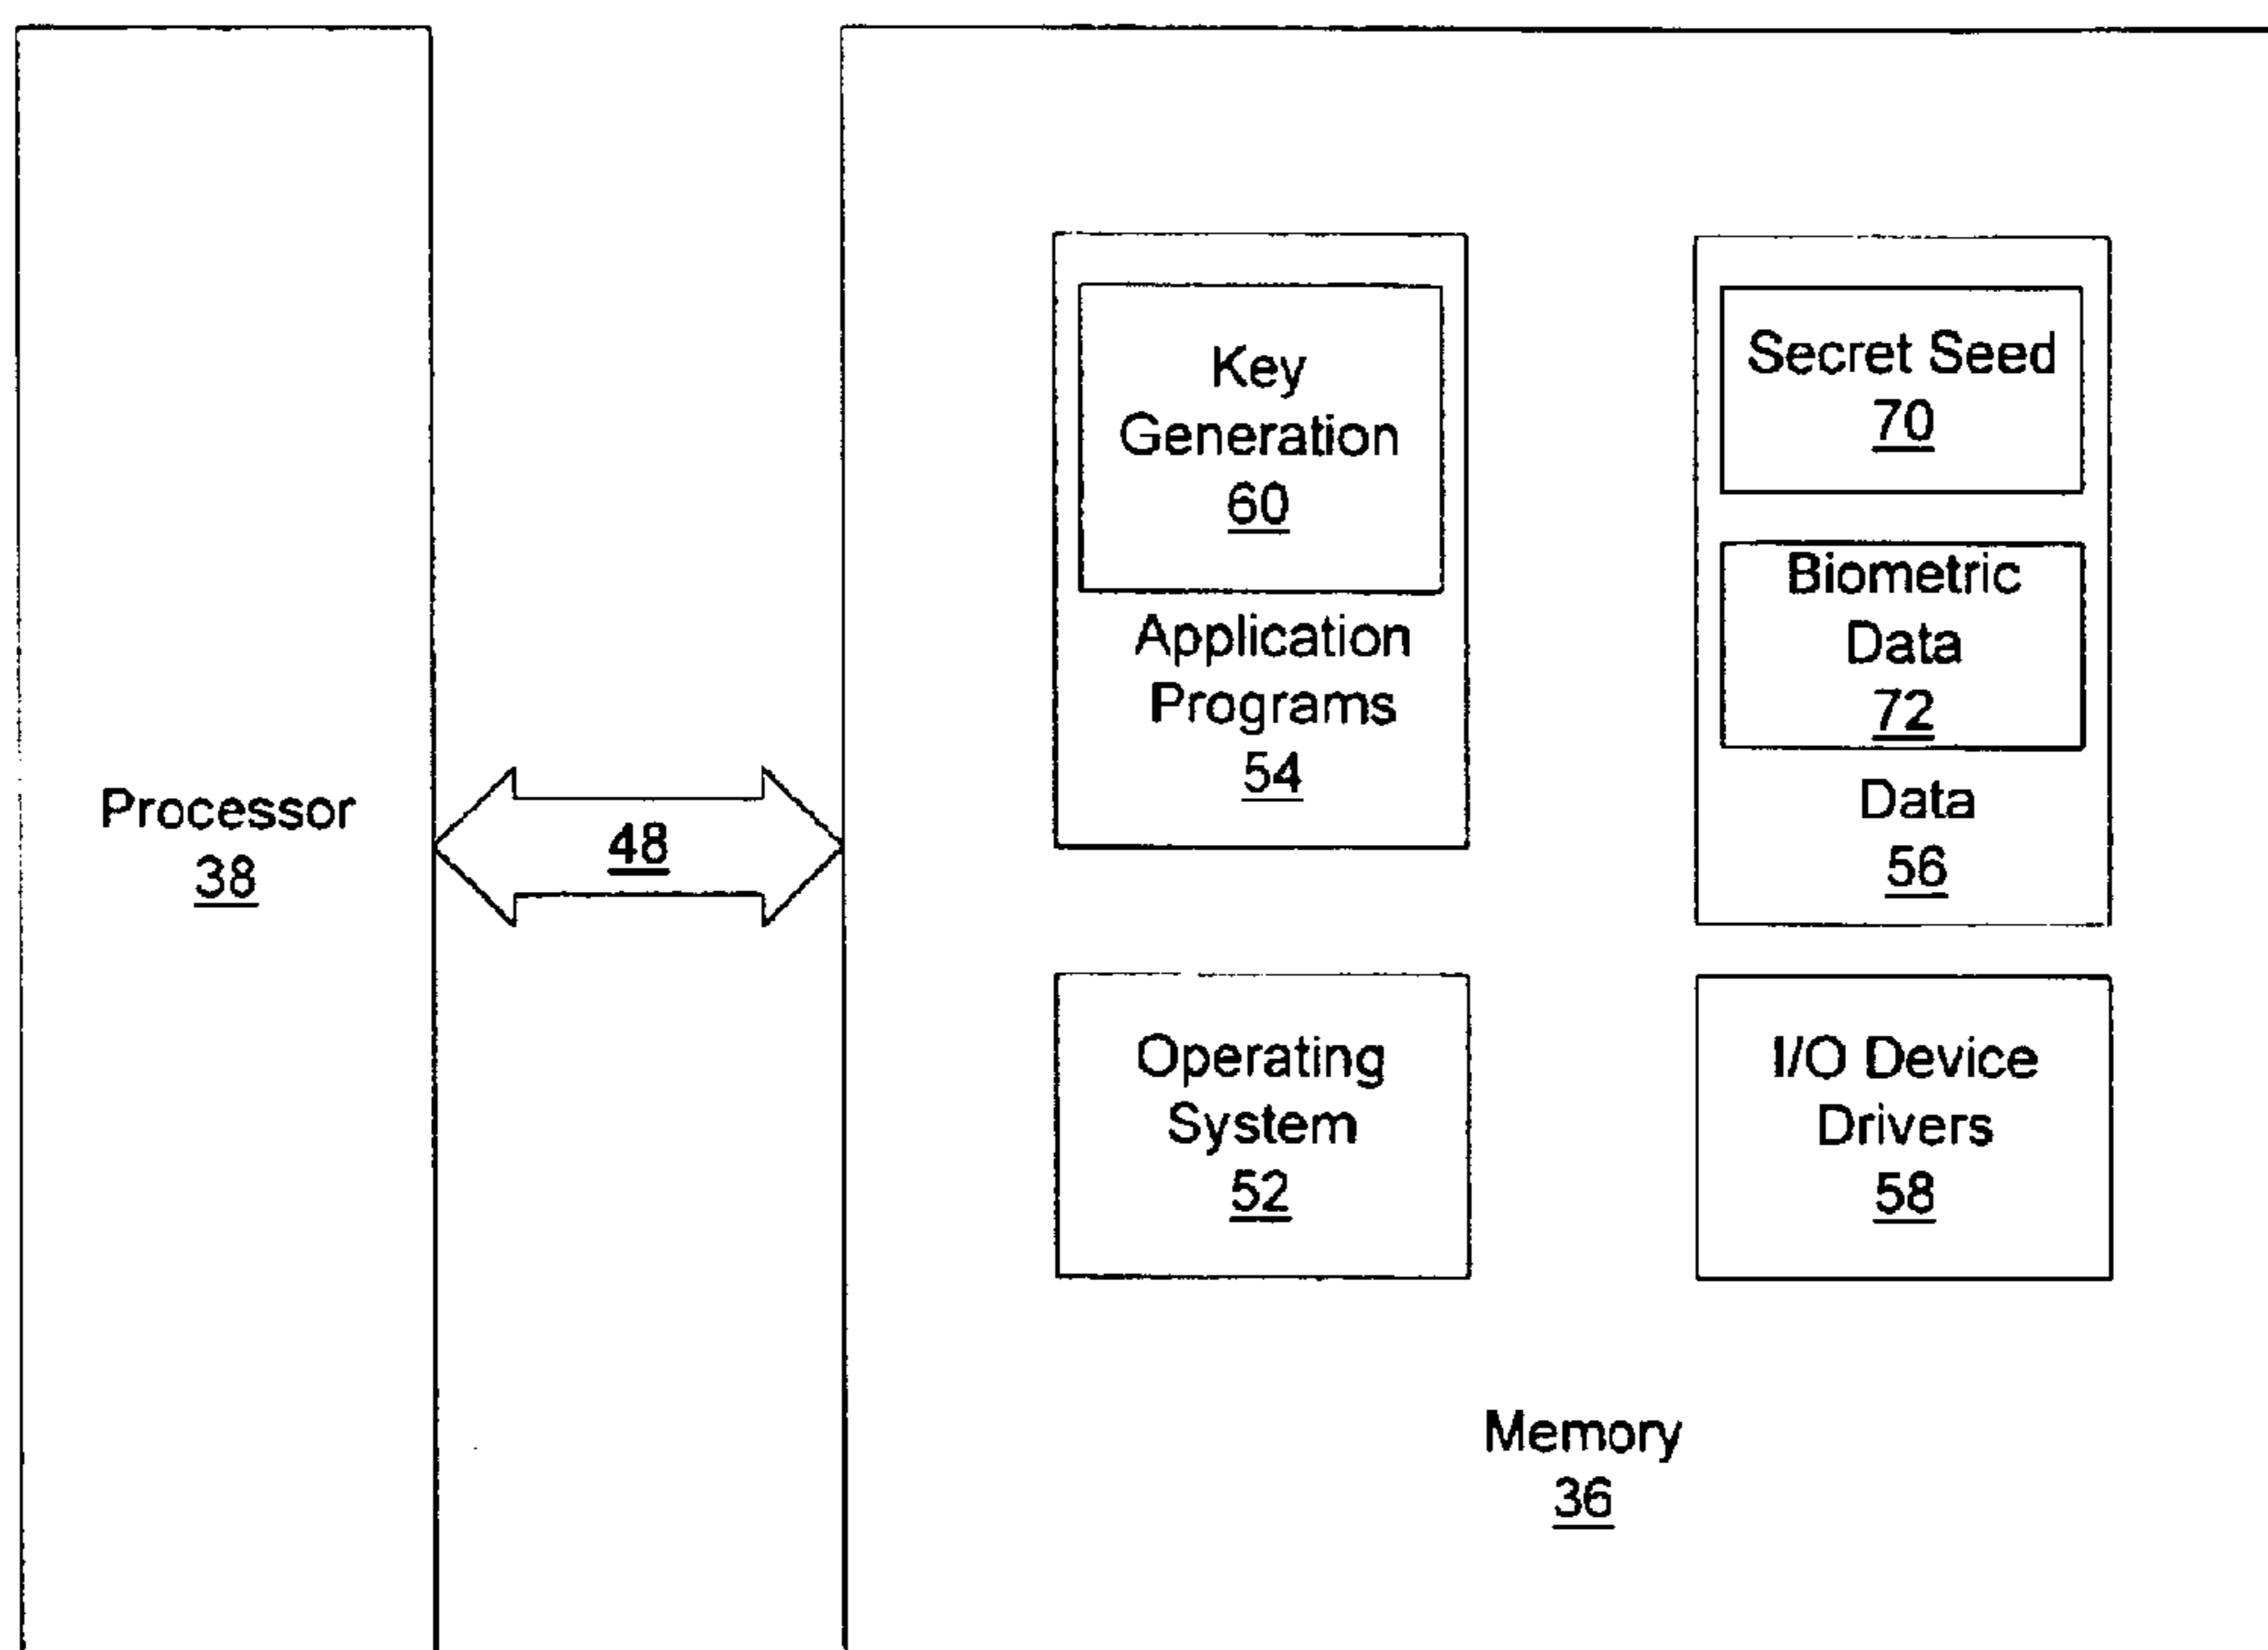 Processor
38
48
Key
Generation
60
Application
Programs
54
Secret Seed
70
Biometric
Data
72
Data
56
Operating
System
52
I/O Device
Drivers
58
Memory
36